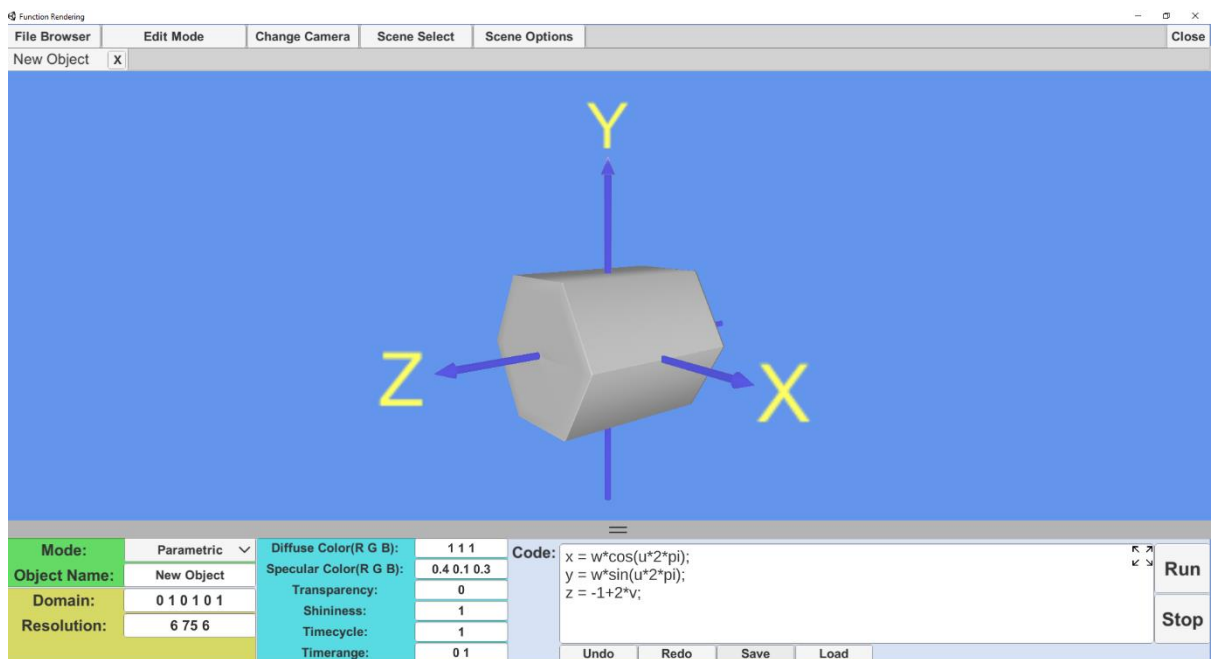 Function Rendering
File Browser Edit Mode Change Camera Scene Select Scene Options Close
New Object X
Y
Z
X
Mode: Parametric
Object Name: New Object
Domain: 0 1 0 1 0 1
Resolution: 6 75 6
Diffuse Color(R G B): 1 1 1
Specular Color(R G B): 0.4 0.1 0.3
Transparency: 0
Shininess: 1
Timecycle: 1
Timerange: 0 1
Code:
x = w*cos(u*2*pi);
y = w*sin(u*2*pi);
z = -1+2*v;
Run
Stop
Undo Redo Save Load